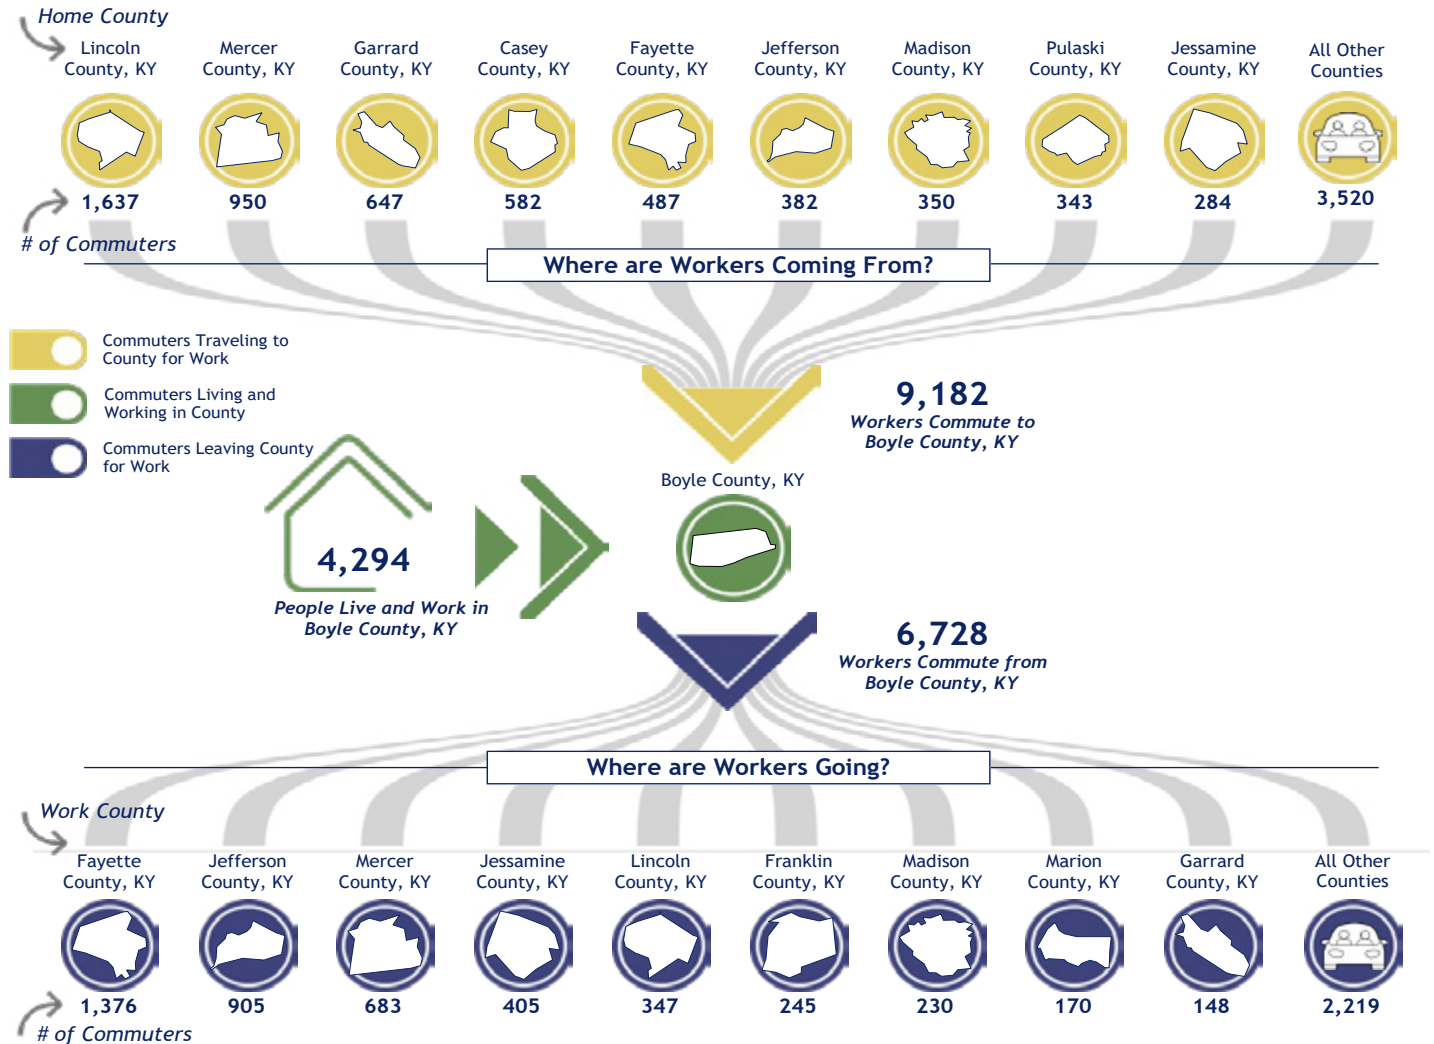 Home County
Lincoln
County, KY
Mercer
County, KY
Garrard
County, KY
Casey
County, KY
Fayette
County, KY
Jefferson
County, KY
Madison
County, KY
Pulaski
County, KY
Jessamine
County, KY
All Other
Counties
1,637
950
647
582
487
382
350
343
284
3,520
# of Commuters
Where are Workers Coming From?
Commuters Traveling to
County for Work
Commuters Living and
Working in County
Commuters Leaving County
for Work
9,182
Workers Commute to
Boyle County, KY
Boyle County, KY
4,294
People Live and Work in
Boyle County, KY
6,728
Workers Commute from
Boyle County, KY
Where are Workers Going?
Work County
Fayette
County, KY
Jefferson
County, KY
Mercer
County, KY
Jessamine
County, KY
Lincoln
County, KY
Franklin
County, KY
Madison
County, KY
Marion
County, KY
Garrard
County, KY
All Other
Counties
1,376
905
683
405
347
245
230
170
148
2,219
# of Commuters